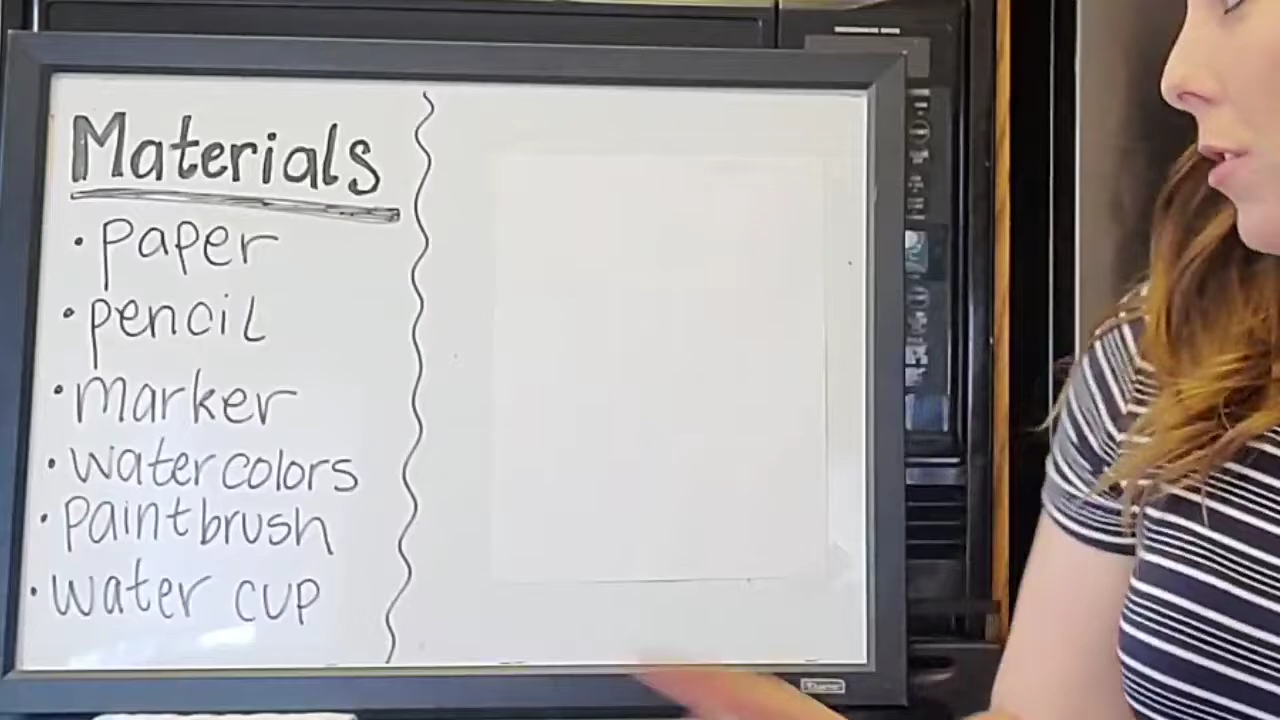 Materials
• paper
• pencil
• marker
• watercolors
• paintbrush
• water cup